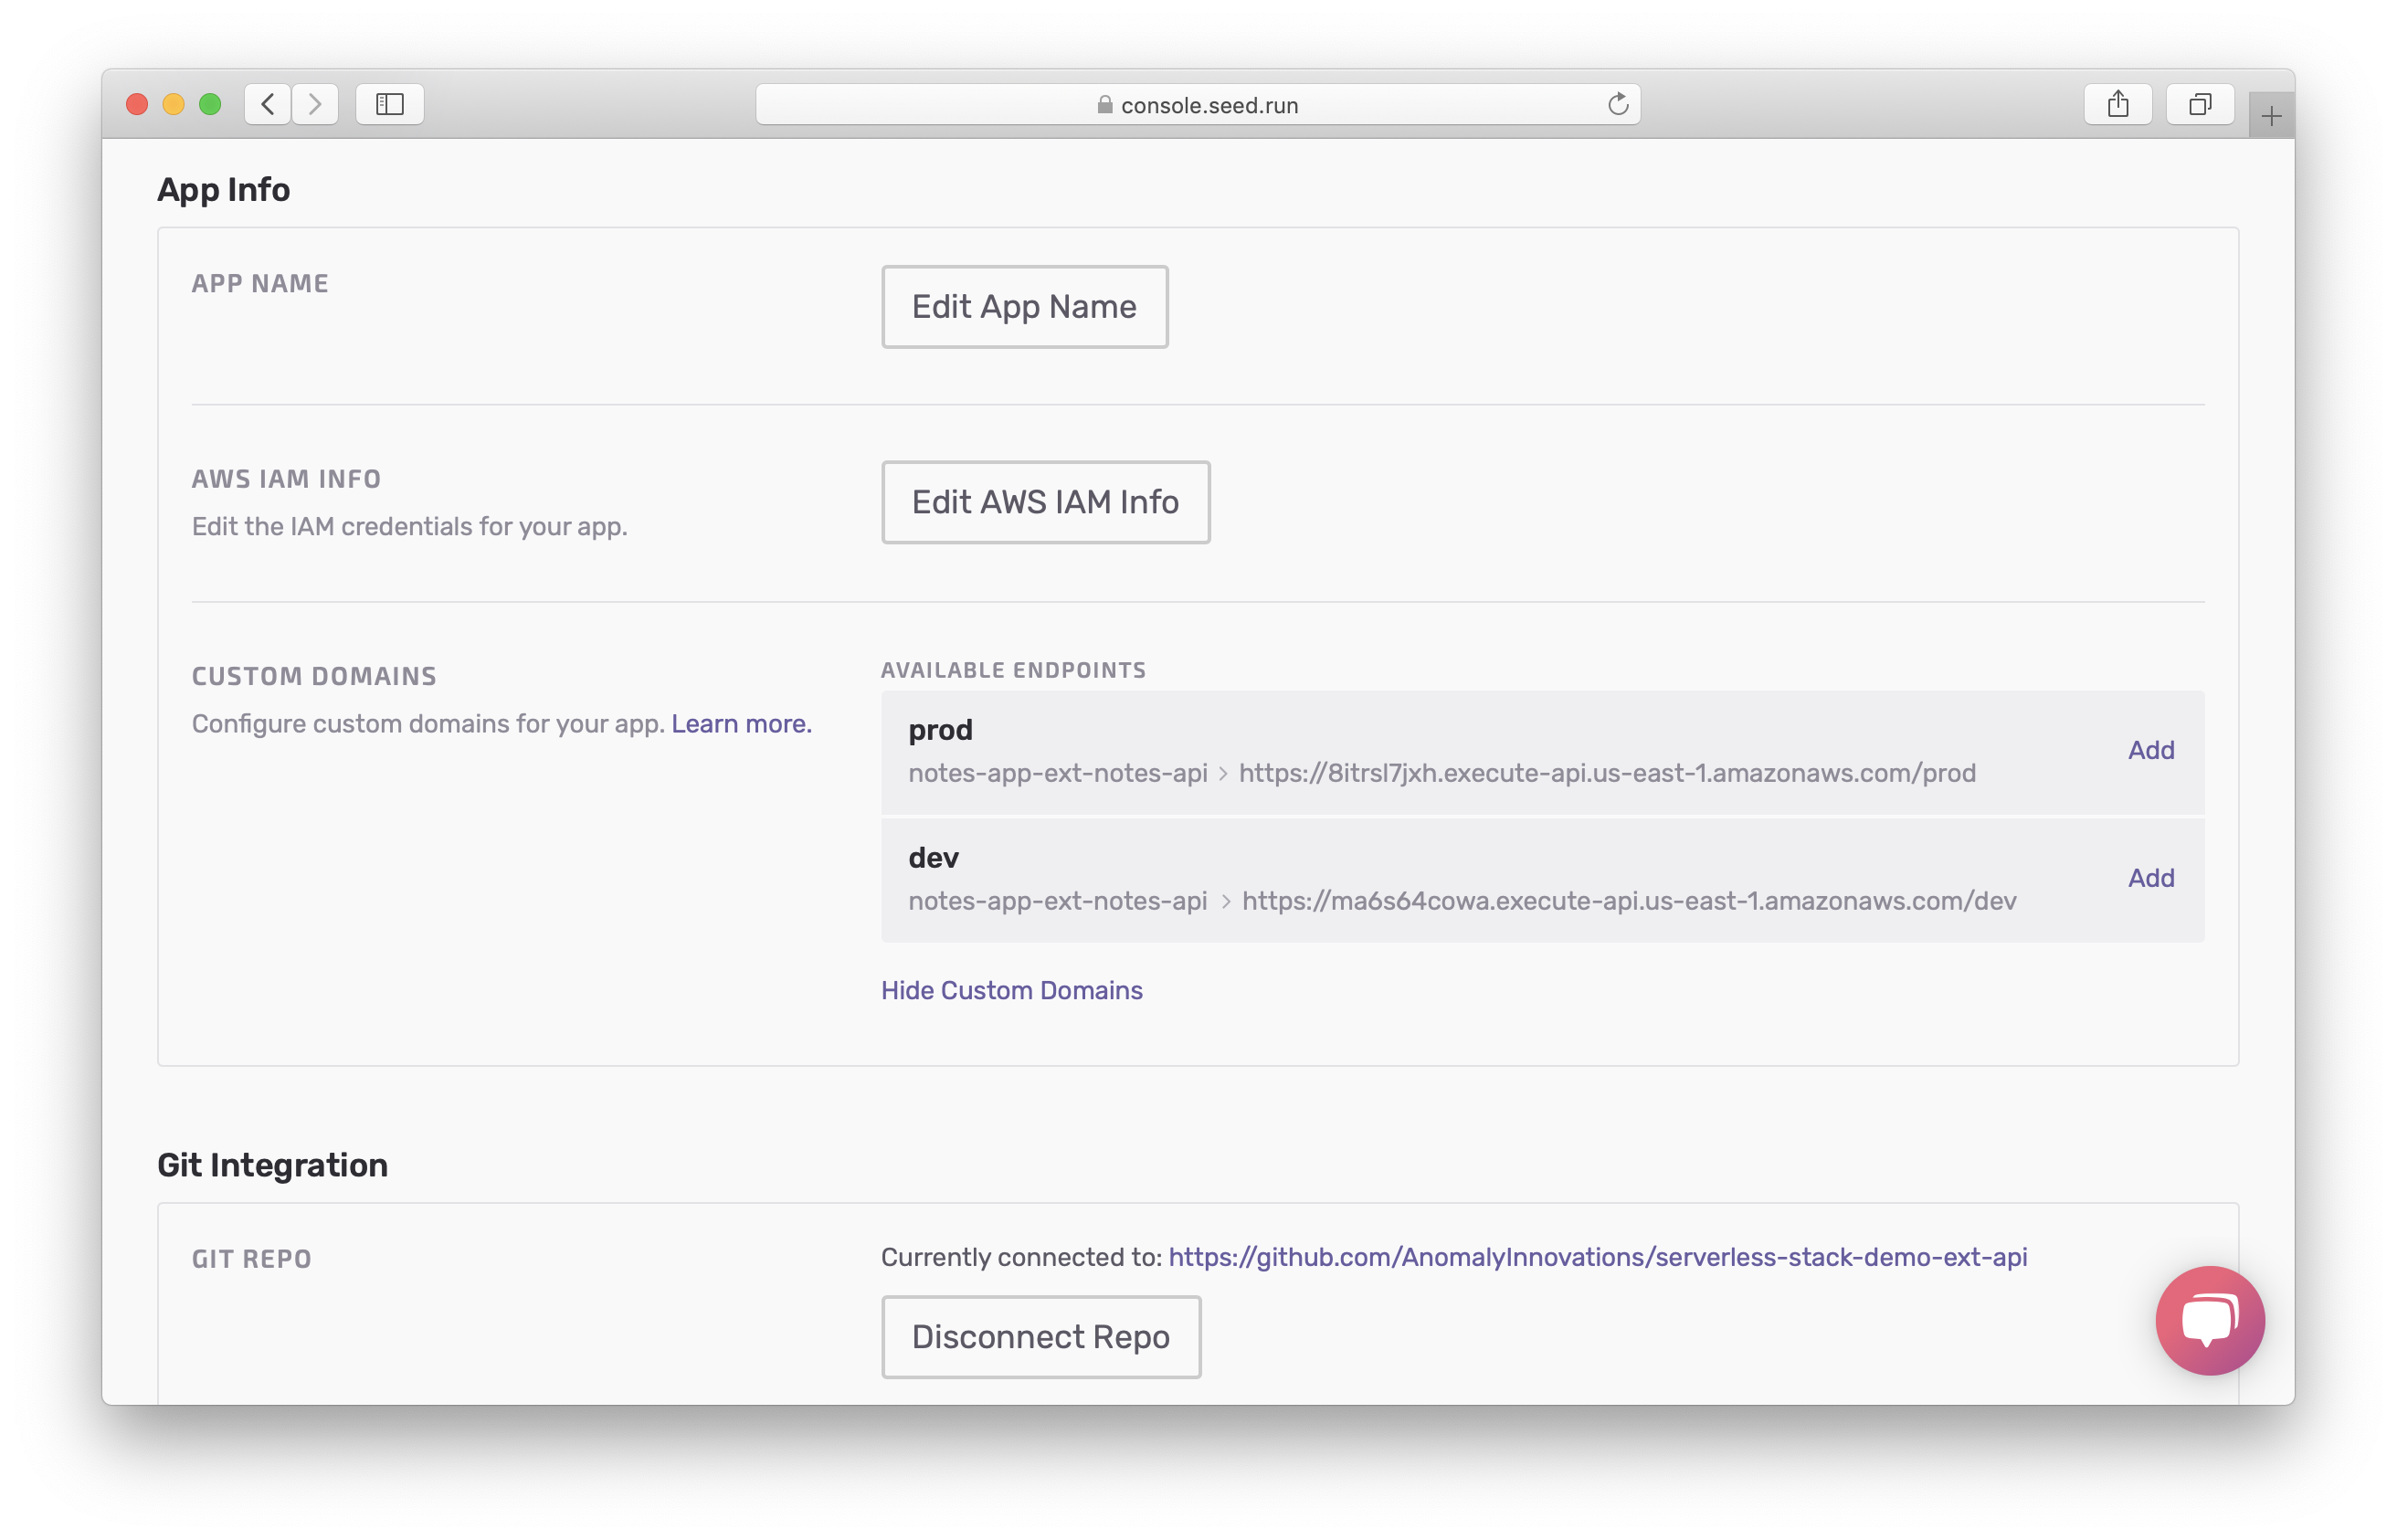 console.seed.run
App Info
APP NAME
Edit App Name
AWS IAM INFO
Edit the IAM credentials for your app.
Edit AWS IAM Info
CUSTOM DOMAINS
Configure custom domains for your app. Learn more.
AVAILABLE ENDPOINTS
prod
notes-app-ext-notes-api > https://8itrsl7jxh.execute-api.us-east-1.amazonaws.com/prod
Add
dev
notes-app-ext-notes-api > https://ma6s64cowa.execute-api.us-east-1.amazonaws.com/dev
Add
Hide Custom Domains
Git Integration
GIT REPO
Currently connected to: https://github.com/AnomalyInnovations/serverless-stack-demo-ext-api
Disconnect Repo